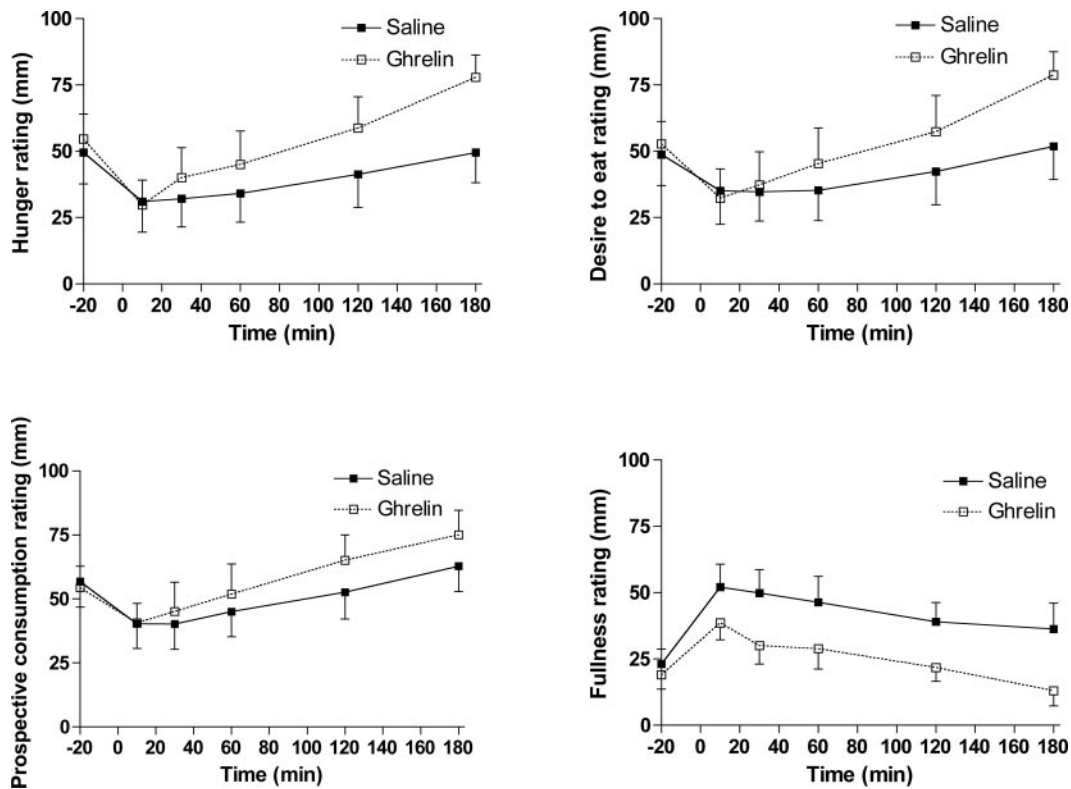 Hunger rating (mm)
100
75
50
25
0
Saline
Ghrelin
-20 0 20 40 60 80 100 120 140 160 180
Time (min)
Desire to eat rating (mm)
100
75
50
25
0
Saline
Ghrelin
-20 0 20 40 60 80 100 120 140 160 180
Time (min)
Prospective consumption rating (mm)
100
75
50
25
0
Saline
Ghrelin
-20 0 20 40 60 80 100 120 140 160 180
Time (min)
Fullness rating (mm)
100
75
50
25
0
Saline
Ghrelin
-20 0 20 40 60 80 100 120 140 160 180
Time (min)